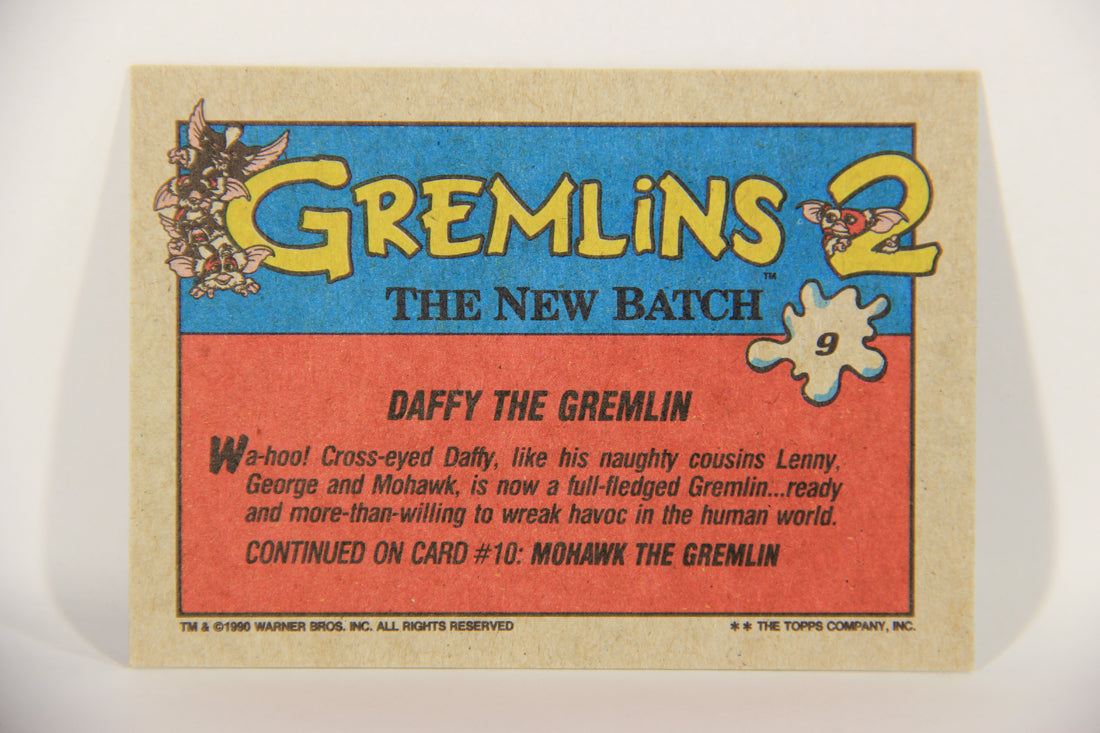 GREMLiNS 2
™
THE NEW BATCH
9
DAFFY THE GREMLIN
Wa-hoo! Cross-eyed Daffy, like his naughty cousins Lenny,
George and Mohawk, is now a full-fledged Gremlin...ready
and more-than-willing to wreak havoc in the human world.
CONTINUED ON CARD #10: MOHAWK THE GREMLIN
TM & ©1990 WARNER BROS. INC. ALL RIGHTS RESERVED
** THE TOPPS COMPANY, INC.